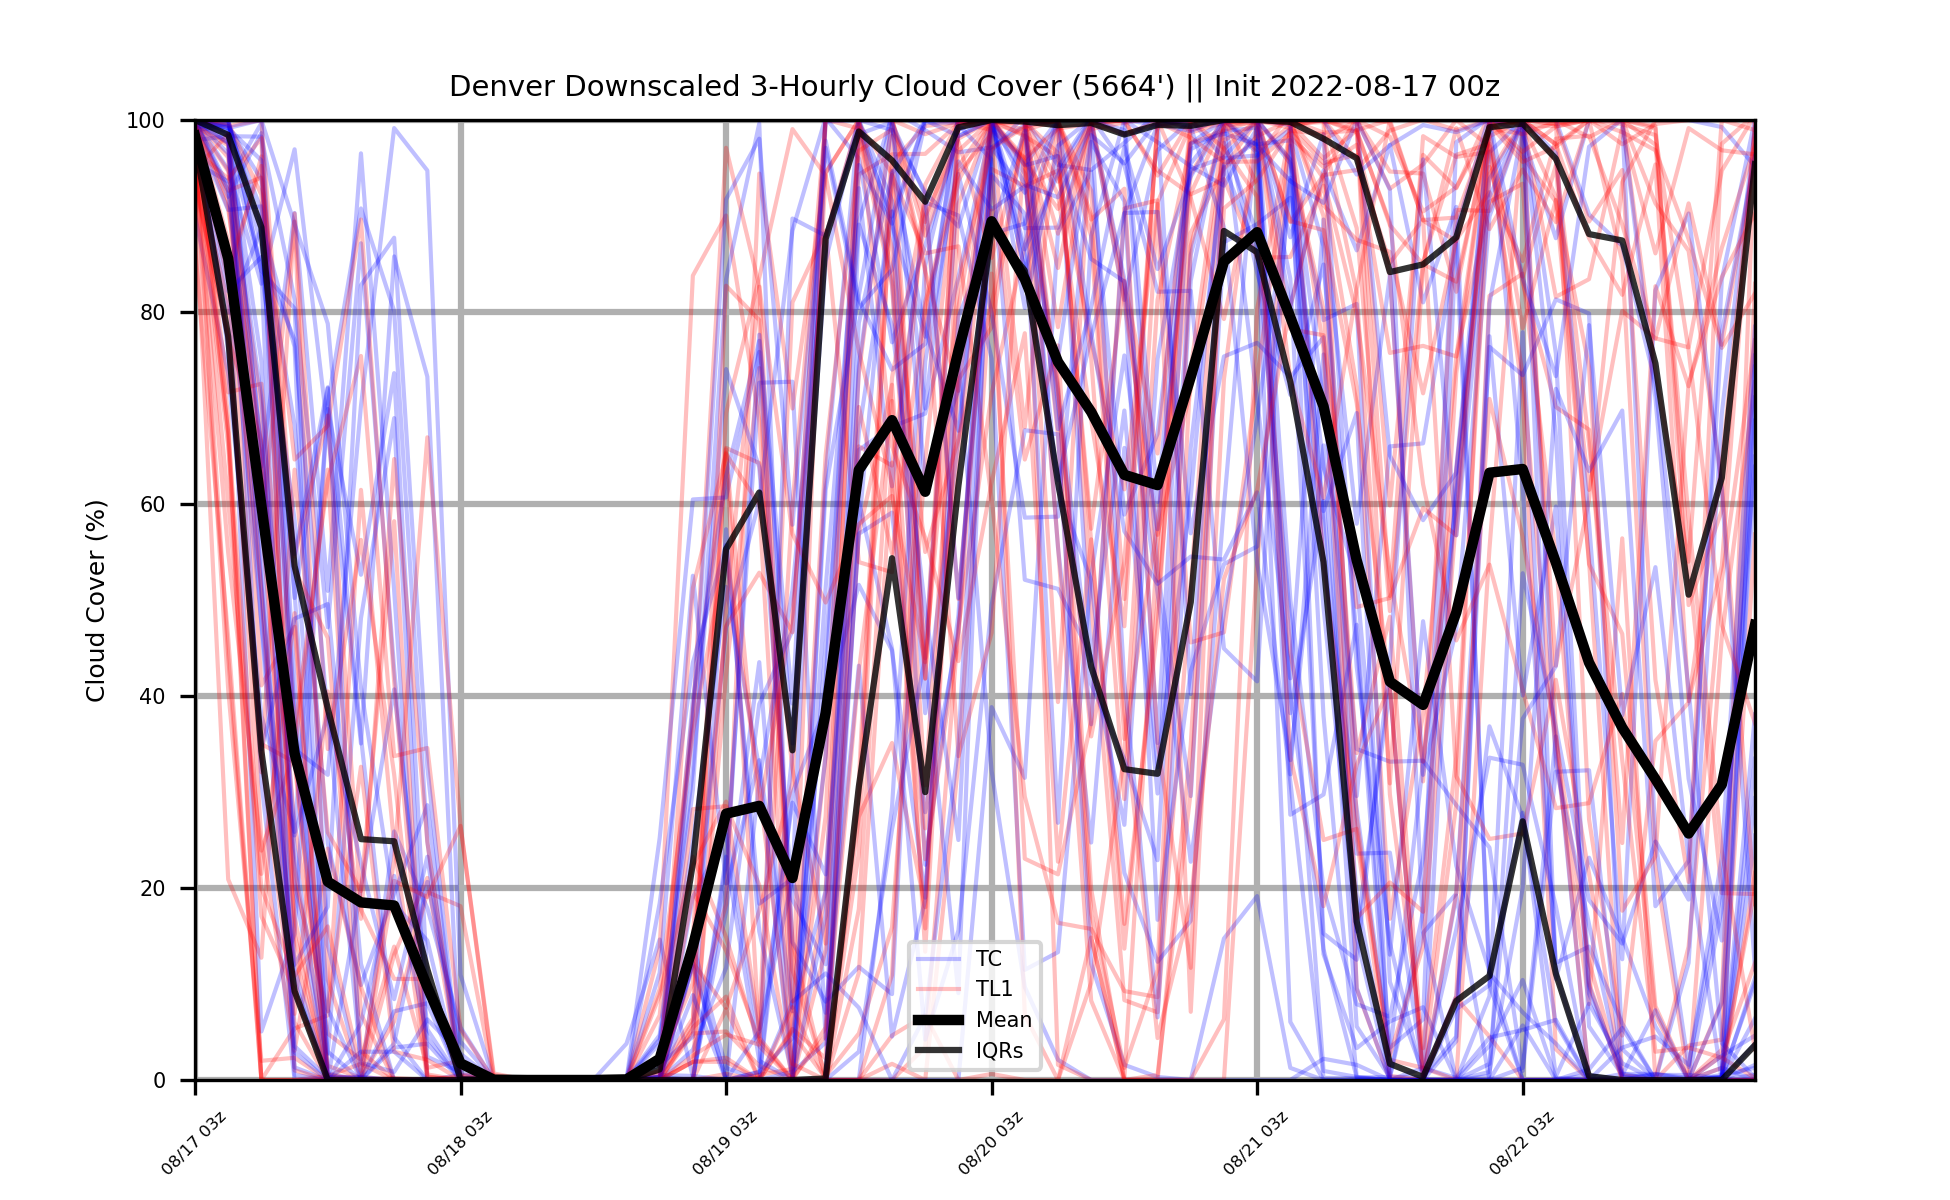 Denver Downscaled 3-Hourly Cloud Cover (5664') || Init 2022-08-17 00z
Cloud Cover (%)
100
80
60
40
20
0
TC
TL1
Mean
IQRs
08/17 03z
08/18 03z
08/19 03z
08/20 03z
08/21 03z
08/22 03z